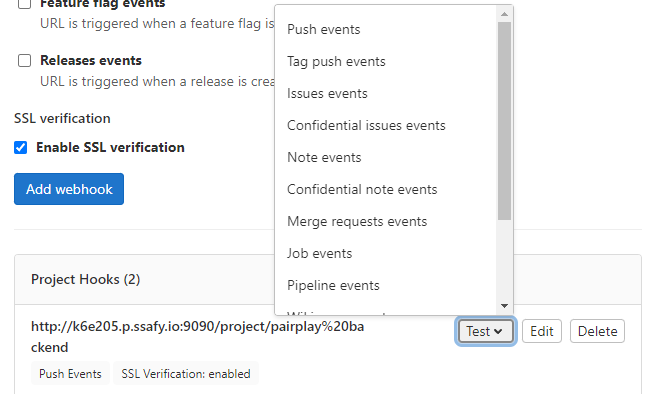 Feature flag events
URL is triggered when a feature flag is
Releases events
URL is triggered when a release is crea
SSL verification
Enable SSL verification
Add webhook
Push events
Tag push events
Issues events
Confidential issues events
Note events
Confidential note events
Merge requests events
Job events
Pipeline events
Project Hooks (2)
http://k6e205.p.ssafy.io:9090/project/pairplay%20ba
ckend
Test
Edit
Delete
Push Events
SSL Verification: enabled